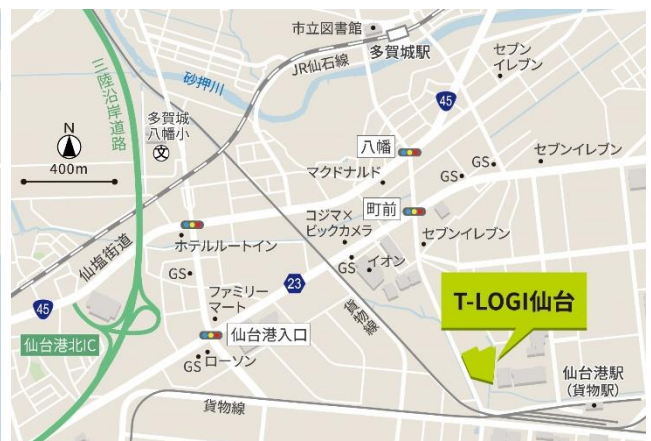 市立図書館
多賀城駅
JR仙石線
セブン
イレブン
三陸沿岸道路
砂押川
45
N
400m
多賀城
八幡小
文
八幡
マクドナルド
GS
GS
セブンイレブン
町前
コジマ×
ビックカメラ
セブンイレブン
ホテルルートイン
仙塩街道
GS
GS
イオン
23
45
ファミリー
マート
貨物線
T-LOGI仙台
仙台港北IC
仙台港入口
GS
ローソン
仙台港駅
(貨物駅)
貨物線